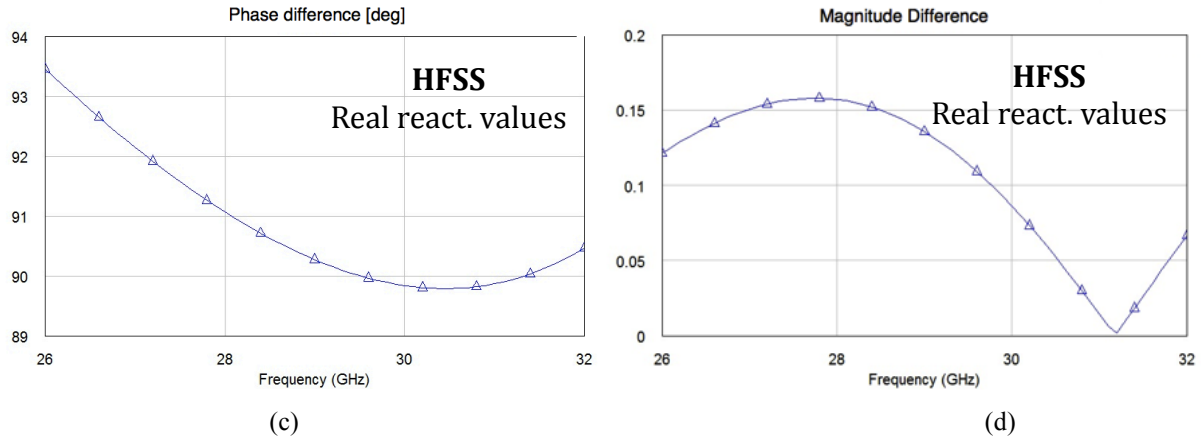 Phase difference [deg]
94
93
92
91
90
89
HFSS
Real react. values
26
28
30
32
Frequency (GHz)
(c)
Magnitude Difference
0.2
0.15
0.1
0.05
0
HFSS
Real react. values
26
28
30
32
Frequency (GHz)
(d)